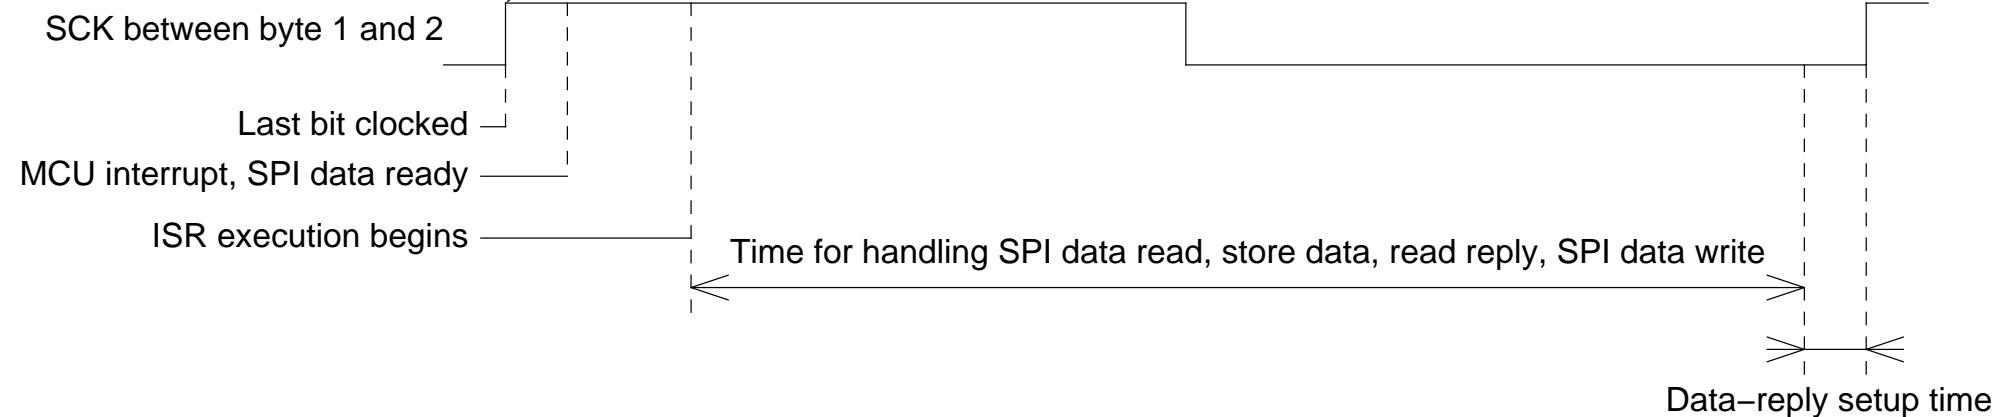 SCK between byte 1 and 2
Last bit clocked
MCU interrupt, SPI data ready
ISR execution begins
Time for handling SPI data read, store data, read reply, SPI data write
Data−reply setup time